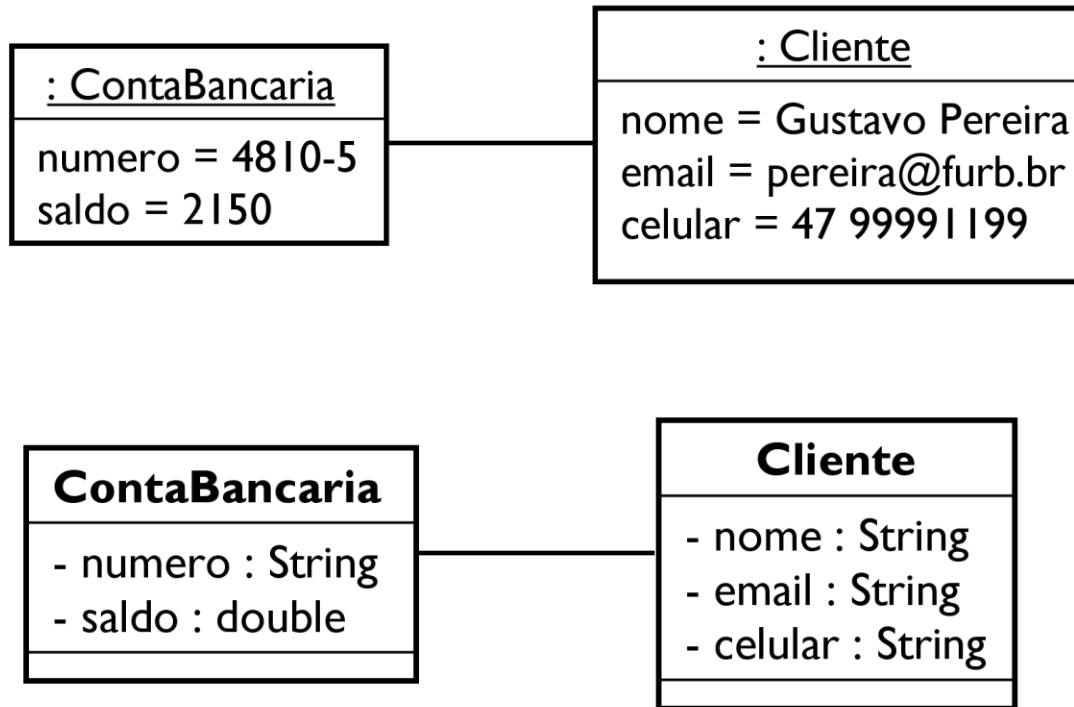 : ContaBancaria
numero = 4810-5
saldo = 2150
: Cliente
nome = Gustavo Pereira
email = pereira@furb.br
celular = 47 99991199
ContaBancaria
- numero : String
- saldo : double
Cliente
- nome : String
- email : String
- celular : String